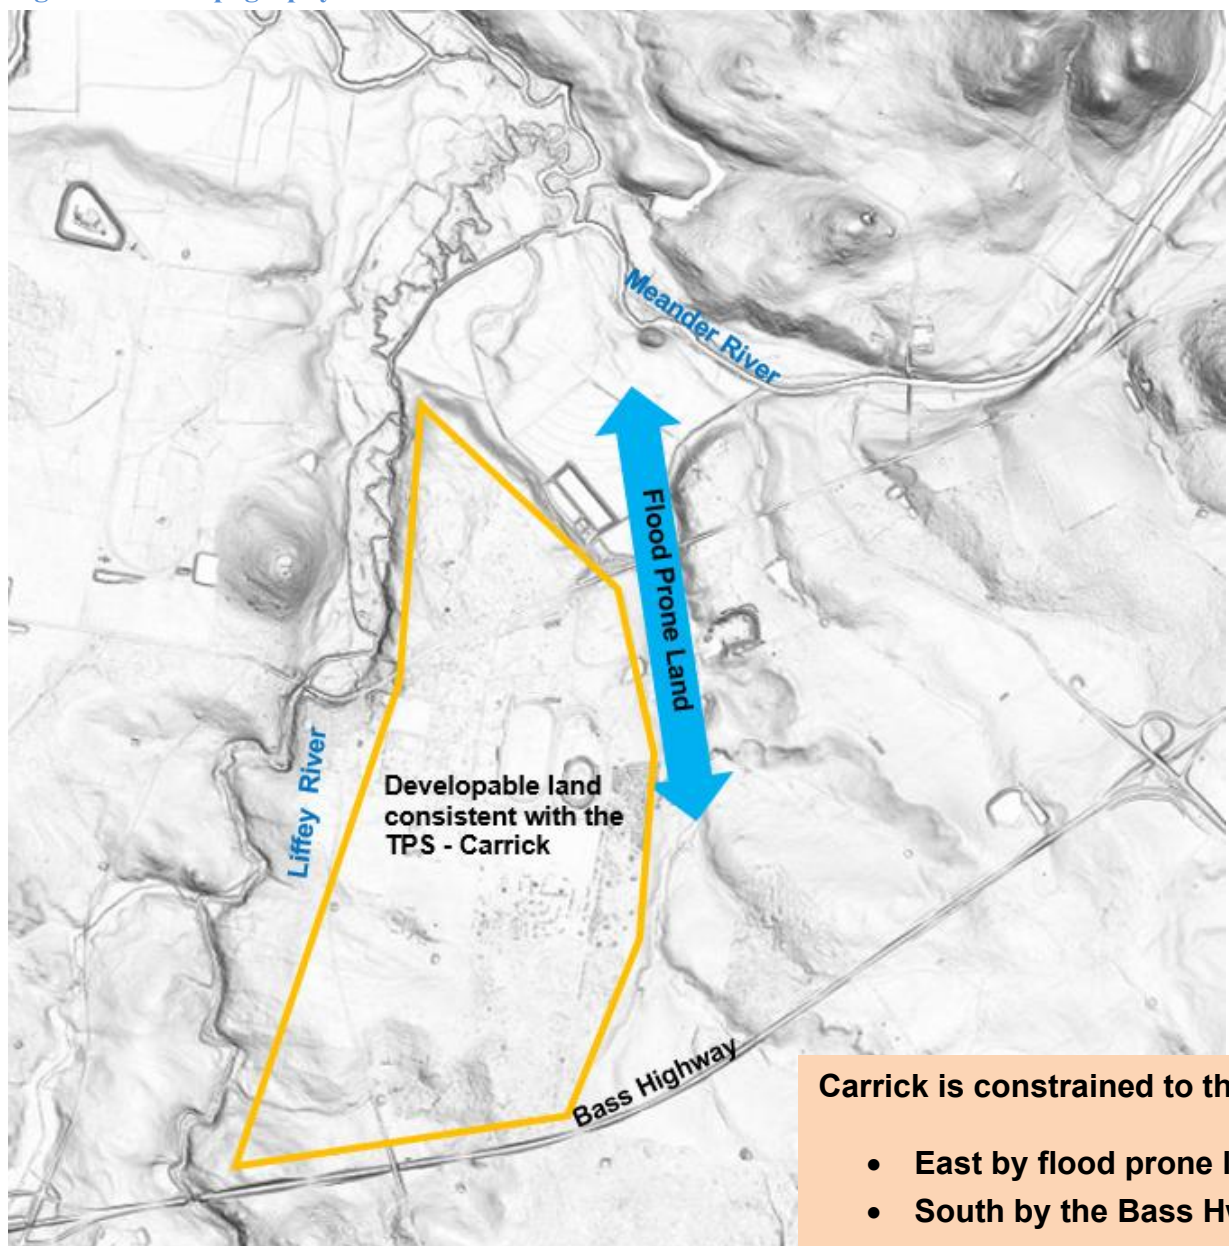 Meander River
Flood Prone Land
Liffey River
Developable land
consistent with the
TPS - Carrick
Bass Highway
Carrick is constrained to th
• East by flood prone
• South by the Bass H